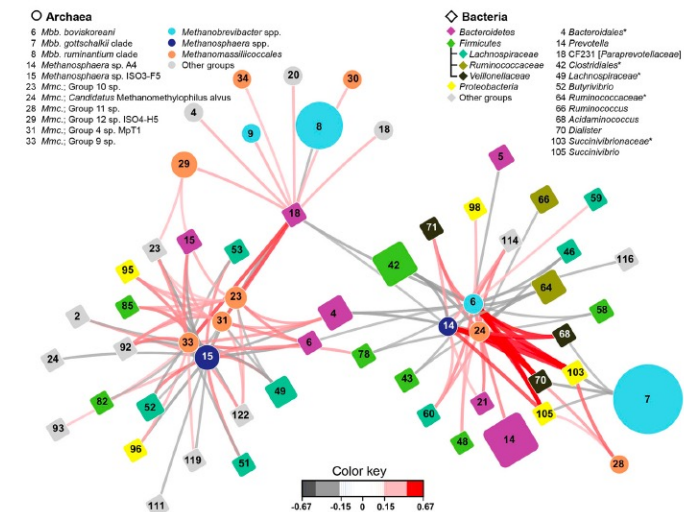 Archaea
6 Mbb. boviskoreani
7 Mbb. gottschalkii clade
8 Mbb. ruminantium clade
14 Methanosphaera sp. A4
15 Methanosphaera sp. ISO3-F5
23 Mmc.; Group 10 sp.
24 Mmc.; Candidatus Methanomethylophilus alvus
28 Mmc.; Group 11 sp.
29 Mmc.; Group 12 sp. ISO4-H5
31 Mmc.; Group 4 sp. MpT1
33 Mmc.; Group 9 sp.
Methanobrevibacter spp.
Methanosphaera spp.
Methanomassiliicoccales
Other groups
Bacteria
Bacteroidetes
Firmicutes
Lachnospiraceae
Ruminococcaceae
Veillonellaceae
Proteobacteria
Other groups
4 Bacteroidales*
14 Prevotella
18 CF231 [Paraprevotellaceae]
42 Clostridiales*
49 Lachnospiraceae*
52 Butyrivibrio
64 Ruminococcaceae*
66 Ruminococcus
68 Acidaminococcus
70 Dialister
103 Succinivibrionaceae*
105 Succinivibrio
34
20
30
4
9
8
18
29
18
5
66
59
98
71
114
46
116
23
15
53
95
42
64
85
23
4
6
58
2
31
14
24
68
92
33
15
6
78
24
43
70
103
7
82
52
49
122
60
21
105
93
96
119
51
48
14
28
111
Color key
-0.67 -0.15 0 0.15 0.67